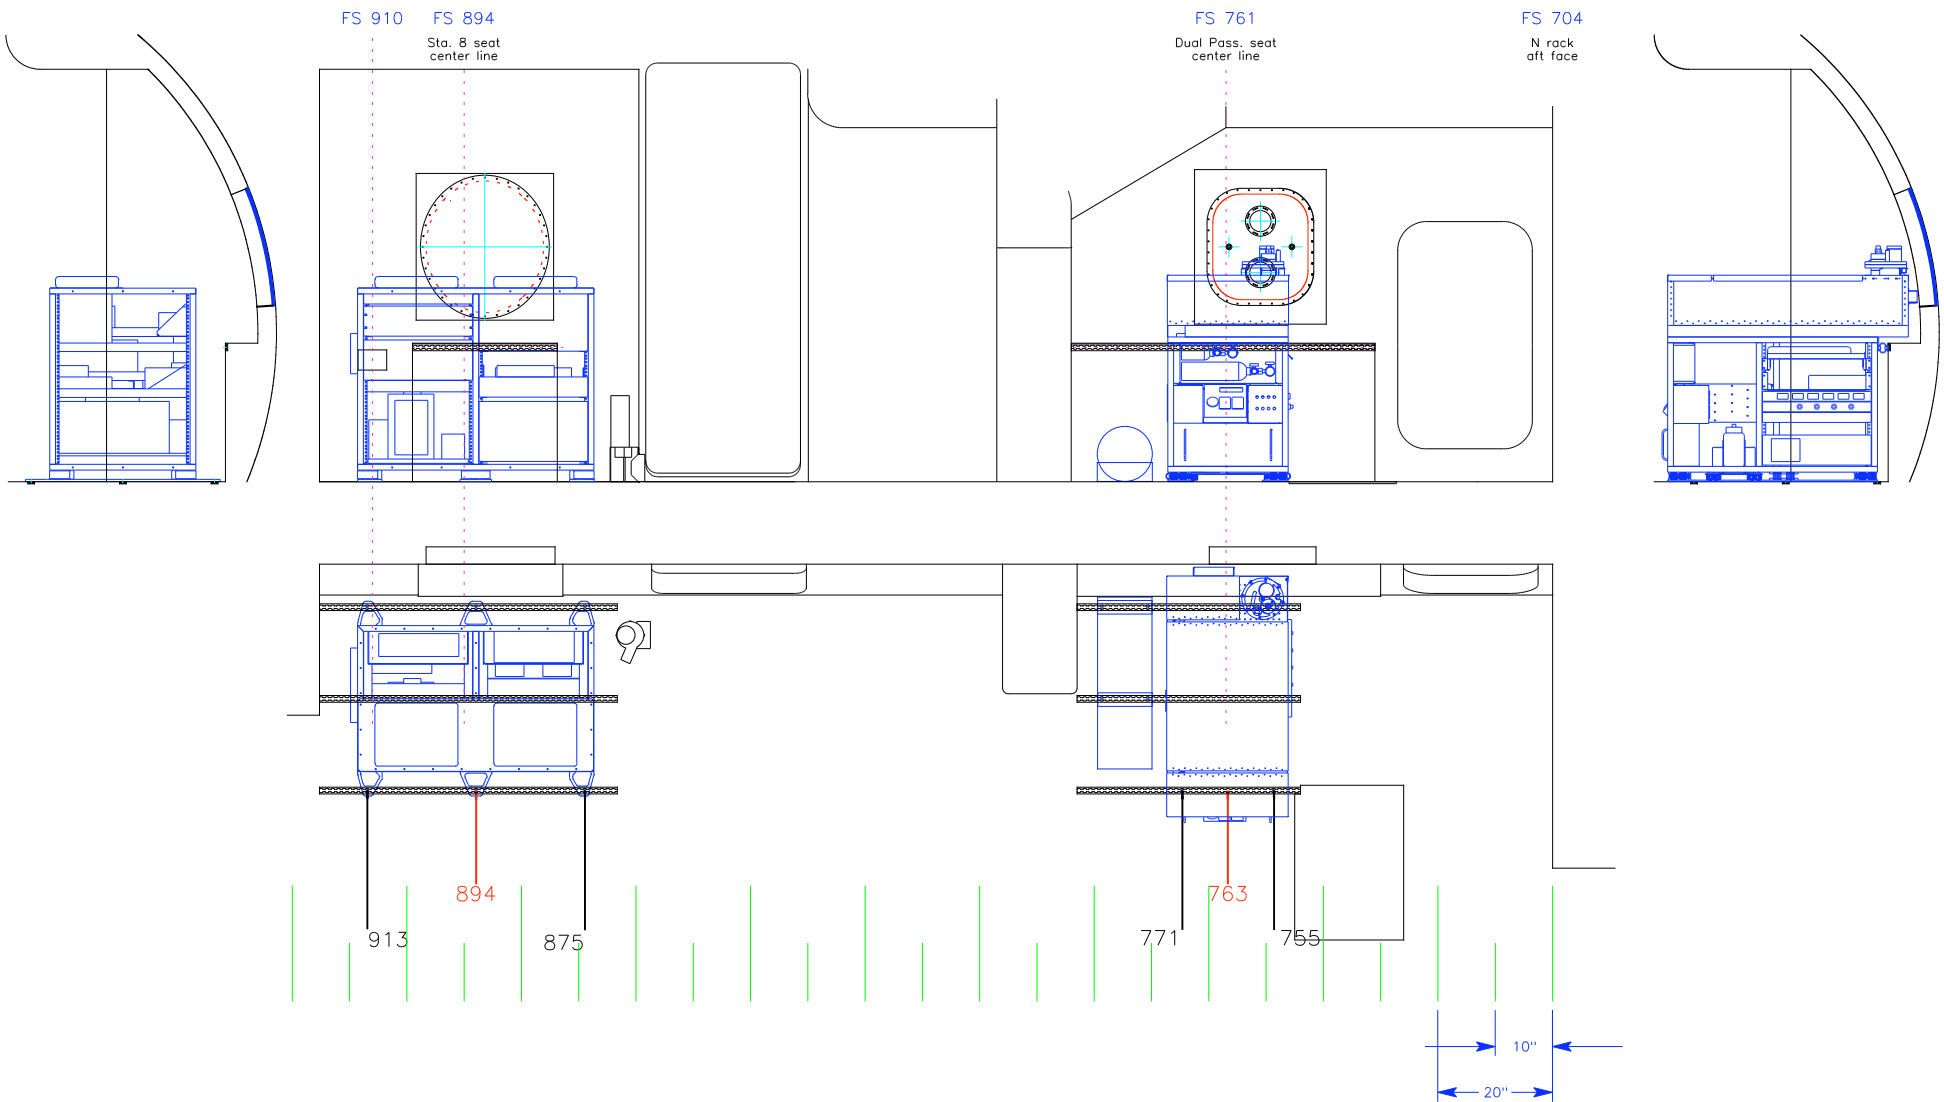 FS 910
FS 894
FS 761
FS 704
Sta. 8 seat
center line
Dual Pass. seat
center line
N rack
aft face
894
763
913
875
771
755
10"
20"